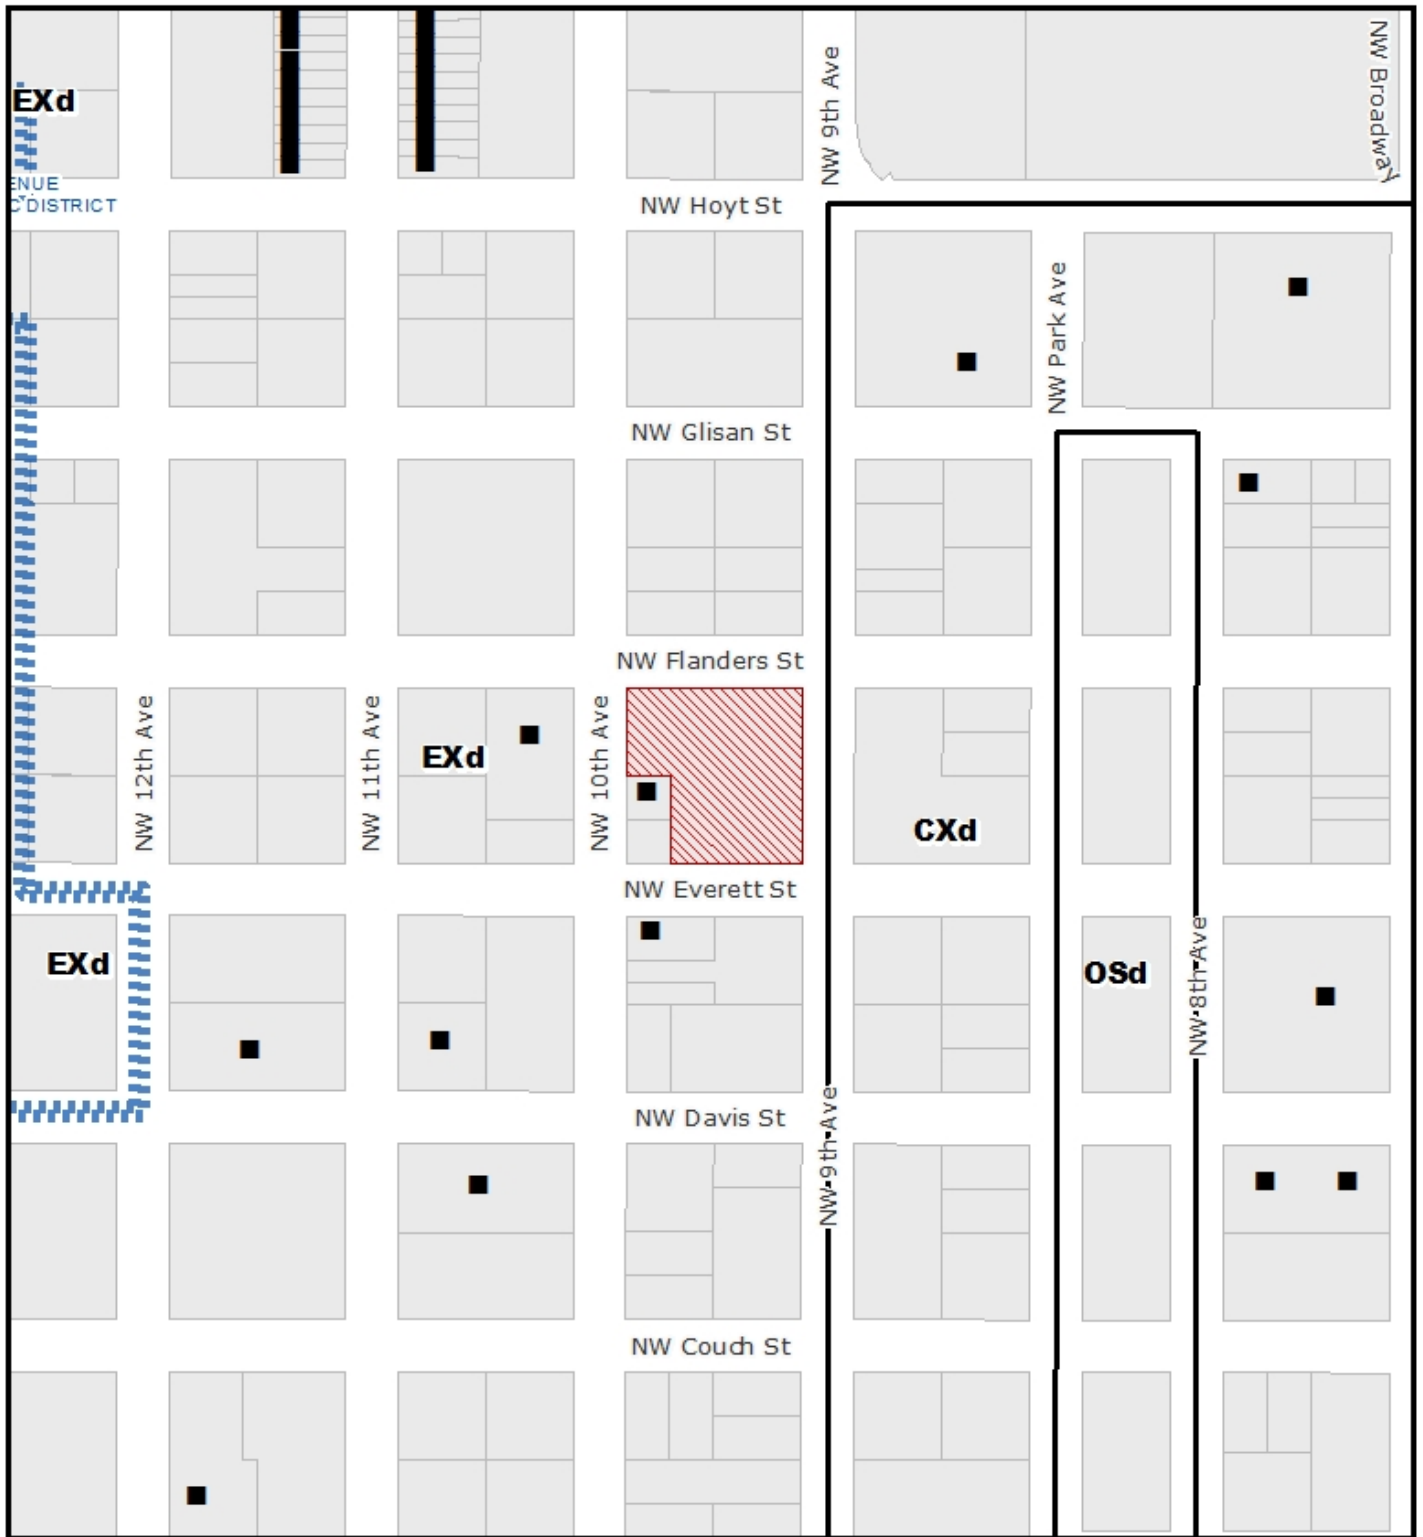 NW Broadway
NW 9th Ave
EXd
ENUE
C DISTRICT
NW Hoyt St
NW Park Ave
NW Glisan St
NW Flanders St
NW 12th Ave
NW 11th Ave
EXd
NW 10th Ave
CXd
NW Everett St
EXd
OSd
NW 8th Ave
NW Davis St
NW 9th Ave
NW Couch St